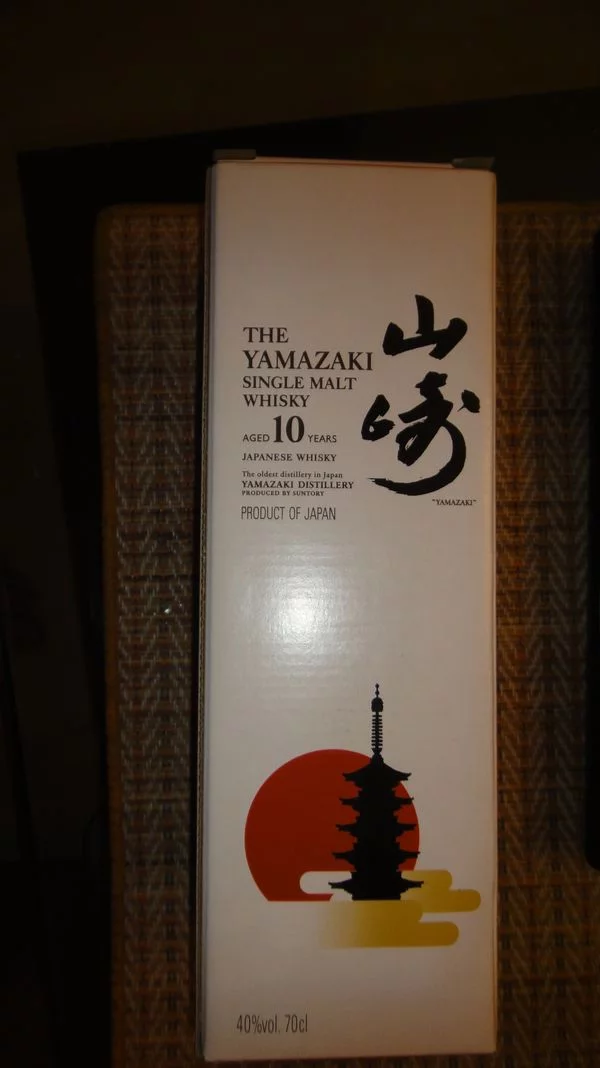 THE
YAMAZAKI
SINGLE MALT
WHISKY
AGED 10 YEARS
JAPANESE WHISKY
The oldest distillery in Japan
YAMAZAKI DISTILLERY
PRODUCED BY SUNTORY
PRODUCT OF JAPAN
山崎
"YAMAZAKI"
40%vol. 70cl